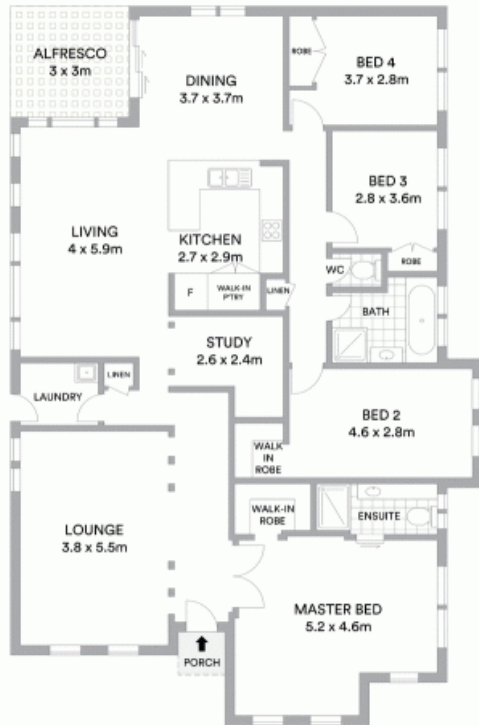 ALFRESCO
3 x 3m
DINING
3.7 x 3.7m
ROBE
BED 4
3.7 x 2.8m
BED 3
2.8 x 3.6m
ROBE
LIVING
4 x 5.9m
KITCHEN
2.7 x 2.9m
F
WALK-IN
P'TRY
LINEN
WC
BATH
STUDY
2.6 x 2.4m
LAUNDRY
LINEN
BED 2
4.6 x 2.8m
WALK
IN
ROBE
WALK-IN
ROBE
ENSUITE
LOUNGE
3.8 x 5.5m
MASTER BED
5.2 x 4.6m
PORCH